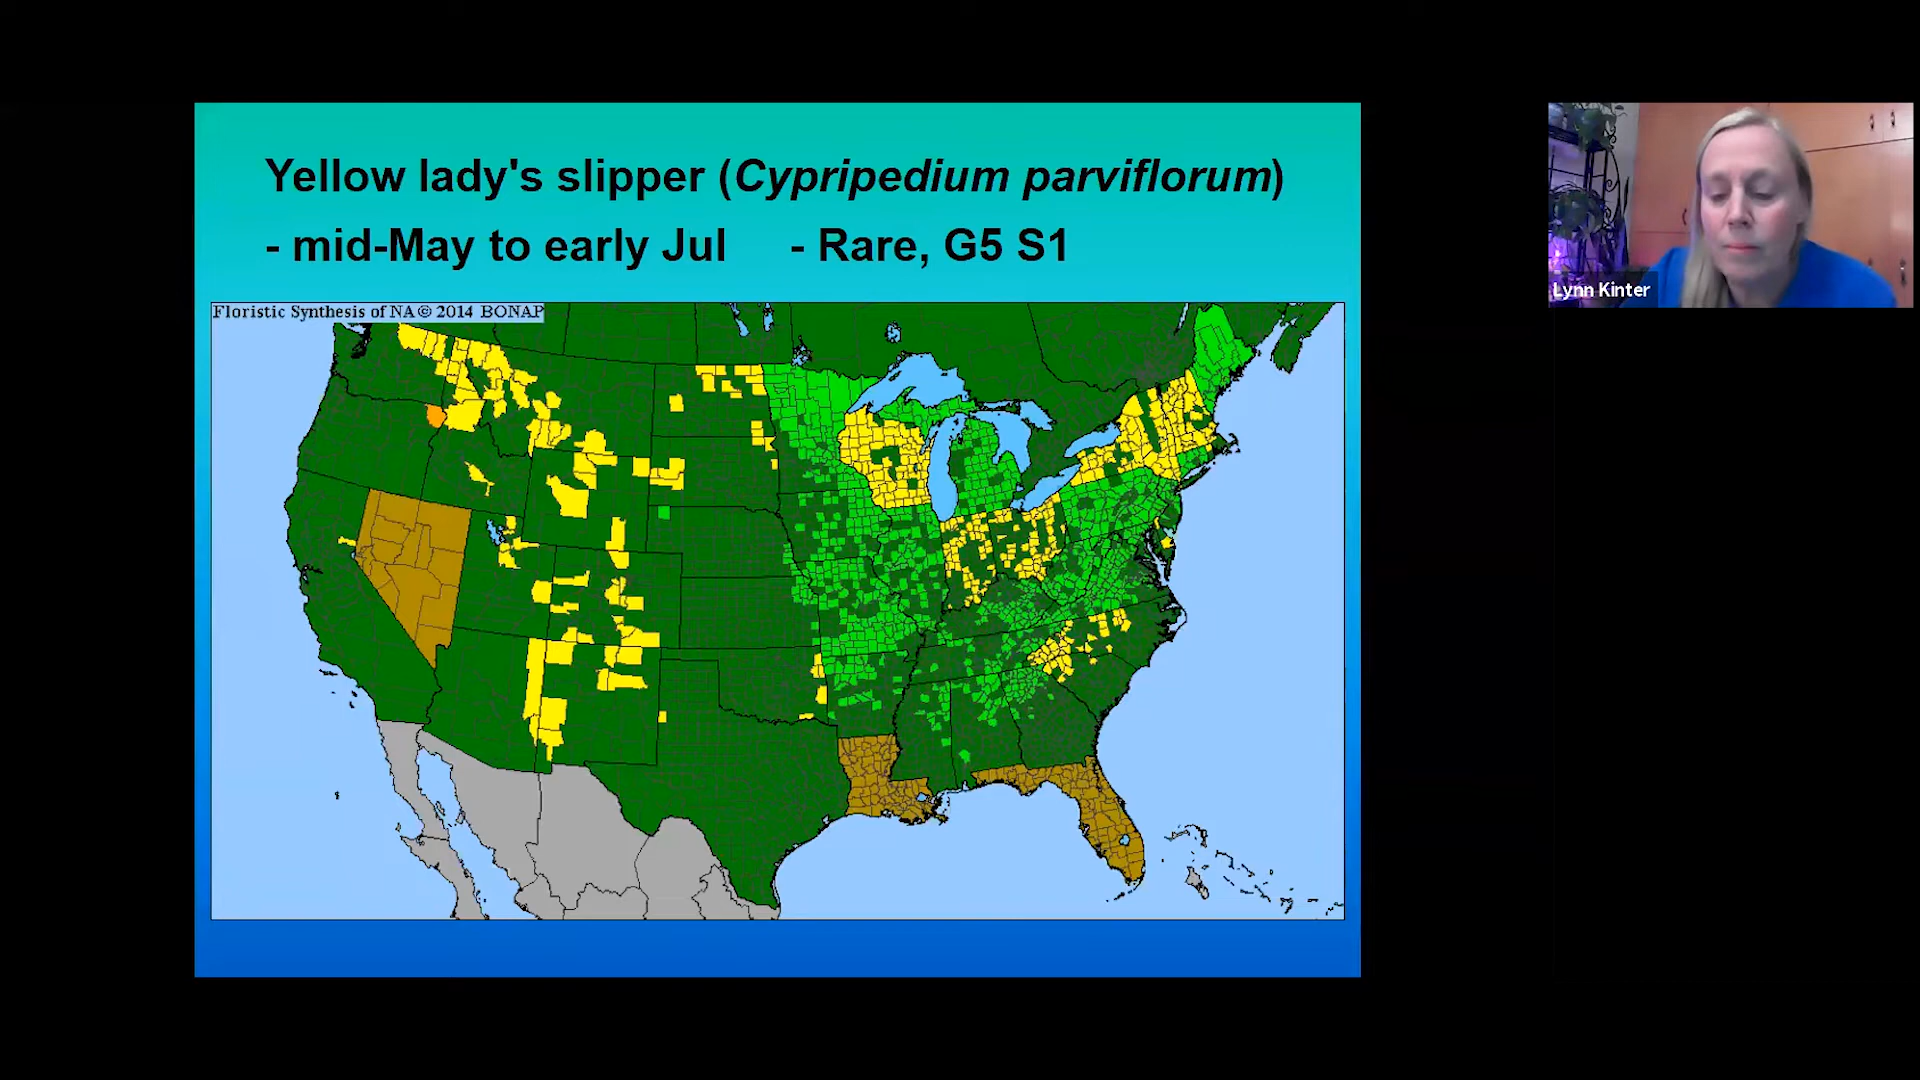 Yellow lady's slipper (Cypripedium parviflorum)
- mid-May to early Jul - Rare, G5 S1
Floristic Synthesis of NA © 2014 BONAP
Lynn Kinter